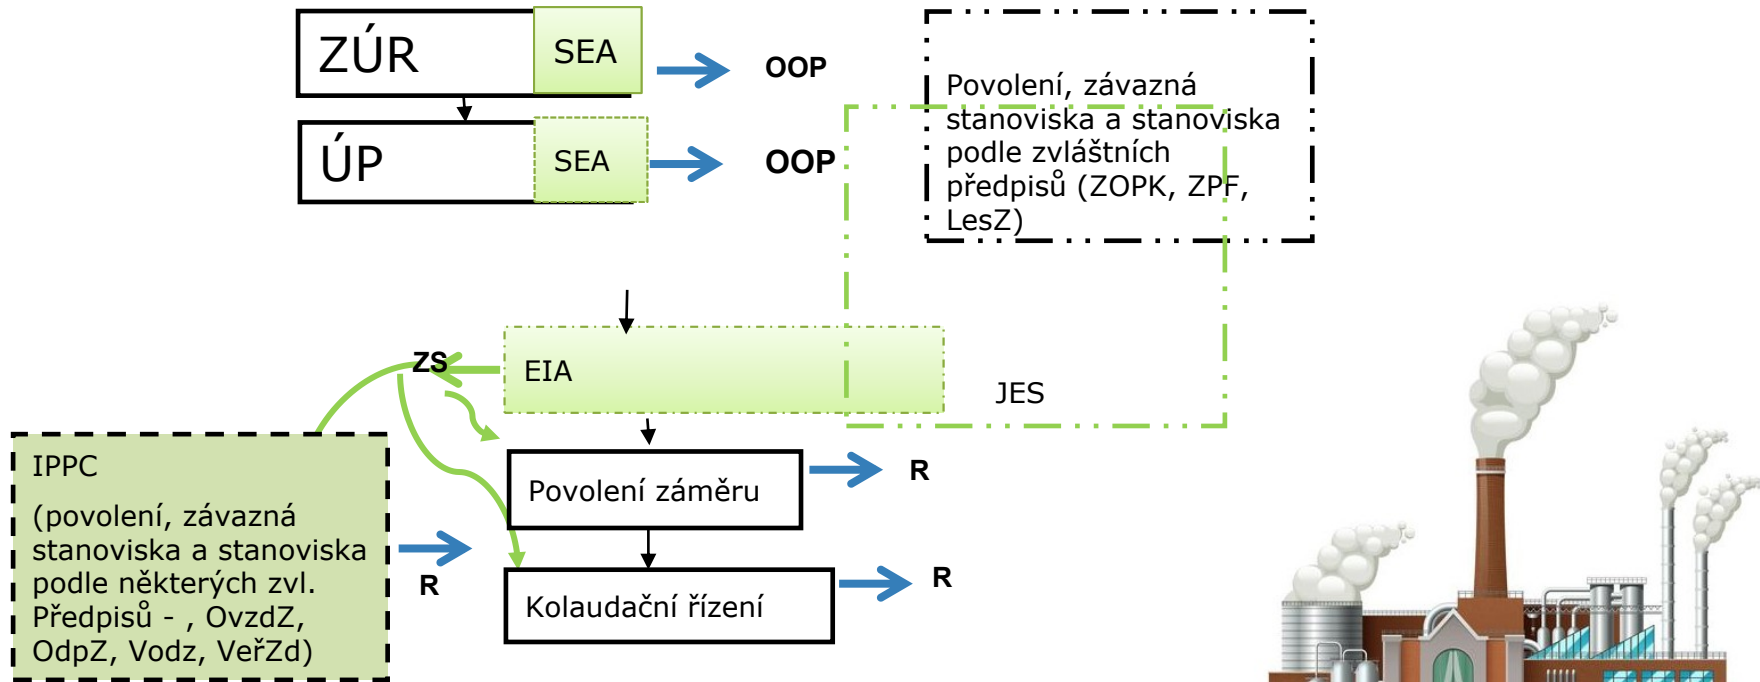 ZÚR
SEA
OOP
ÚP
SEA
OOP
Povolení, závazná
stanoviska a stanoviska
podle zvláštních
předpisů (ZOPK, ZPF,
LesZ)
ZS
EIA
JES
IPPC
(povolení, závazná
stanoviska a stanoviska
podle některých zvl.
Předpisů - , OvzdZ,
OdpZ, Vodz, VeřZd)
R
Povolení záměru
R
Kolaudační řízení
R